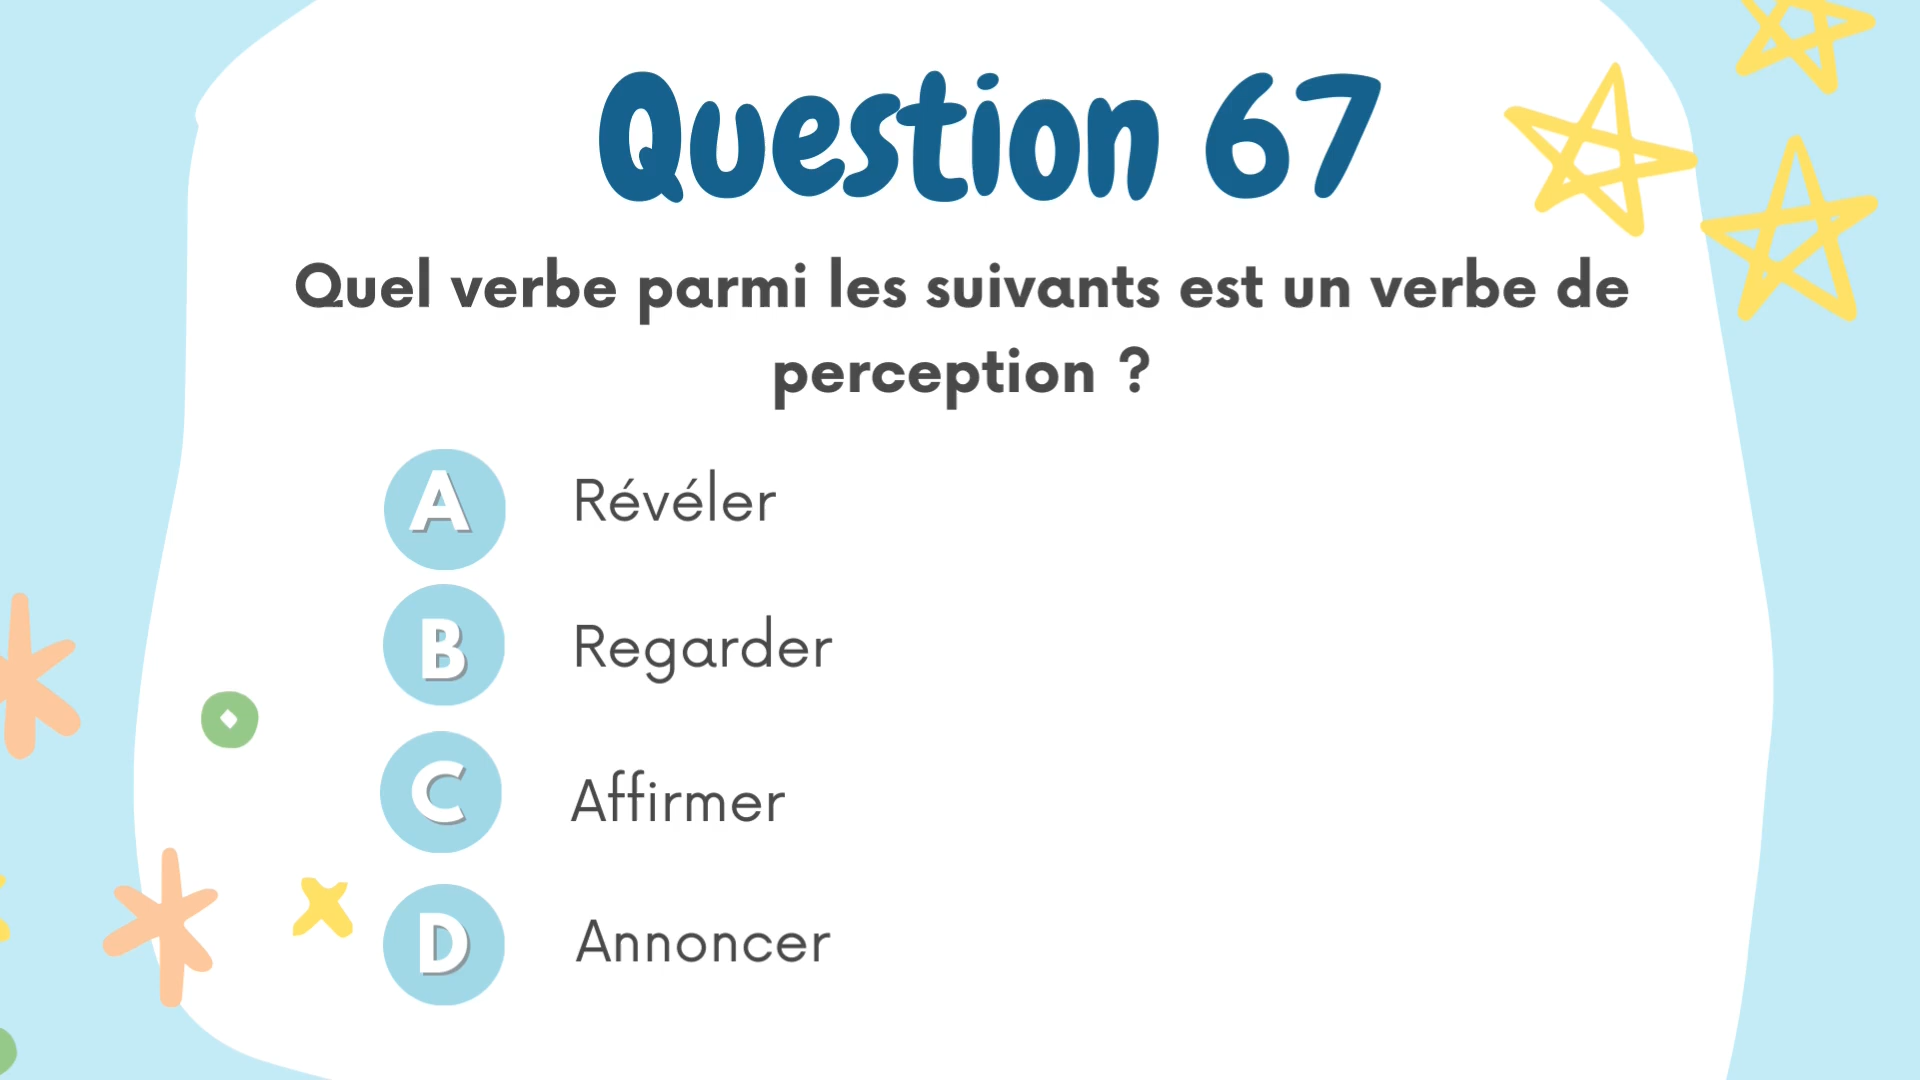 Question 67
Quel verbe parmi les suivants est un verbe de
perception ?
A Révéler
B Regarder
C Affirmer
D Annoncer